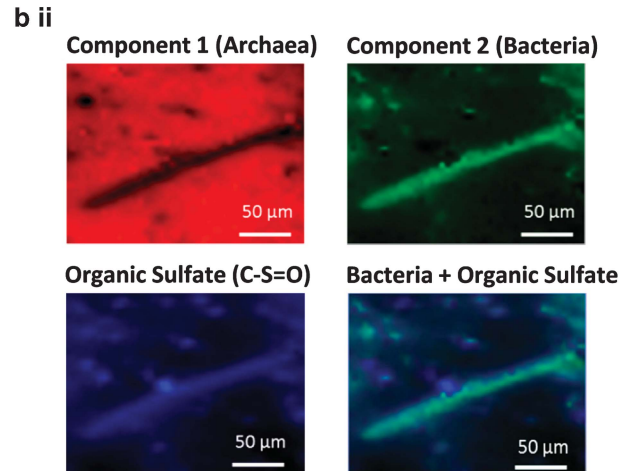 b ii
Component 1 (Archaea)
Component 2 (Bacteria)
50 µm
50 µm
Organic Sulfate (C-S=O)
Bacteria + Organic Sulfate
50 µm
50 µm